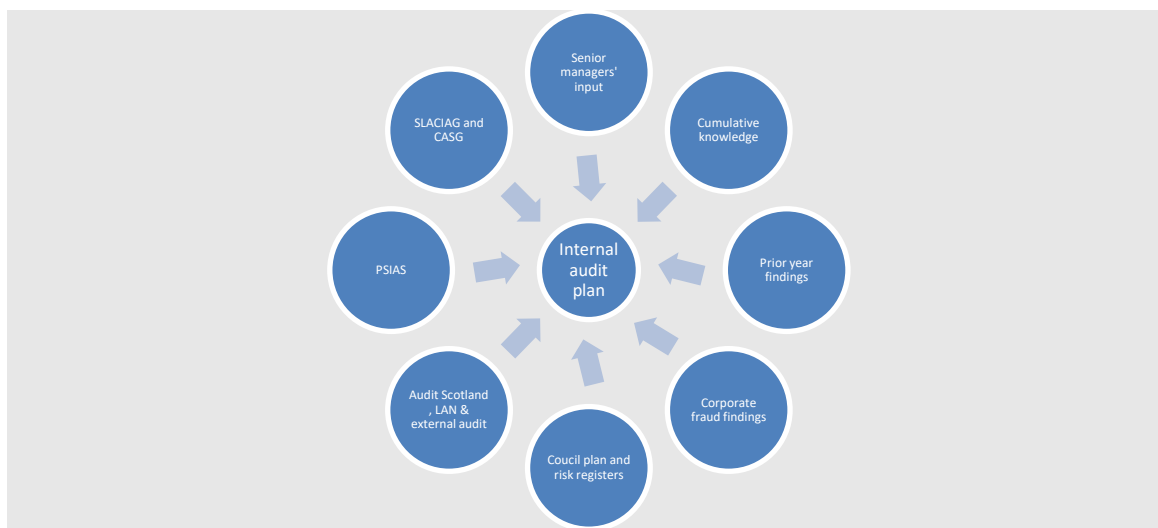 Senior
managers'
input
SLACIAG and
CASG
Cumulative
knowledge
PSIAS
Internal
audit
plan
Prior year
findings
Audit Scotland
, LAN &
external audit
Corporate
fraud findings
Coucil plan and
risk registers